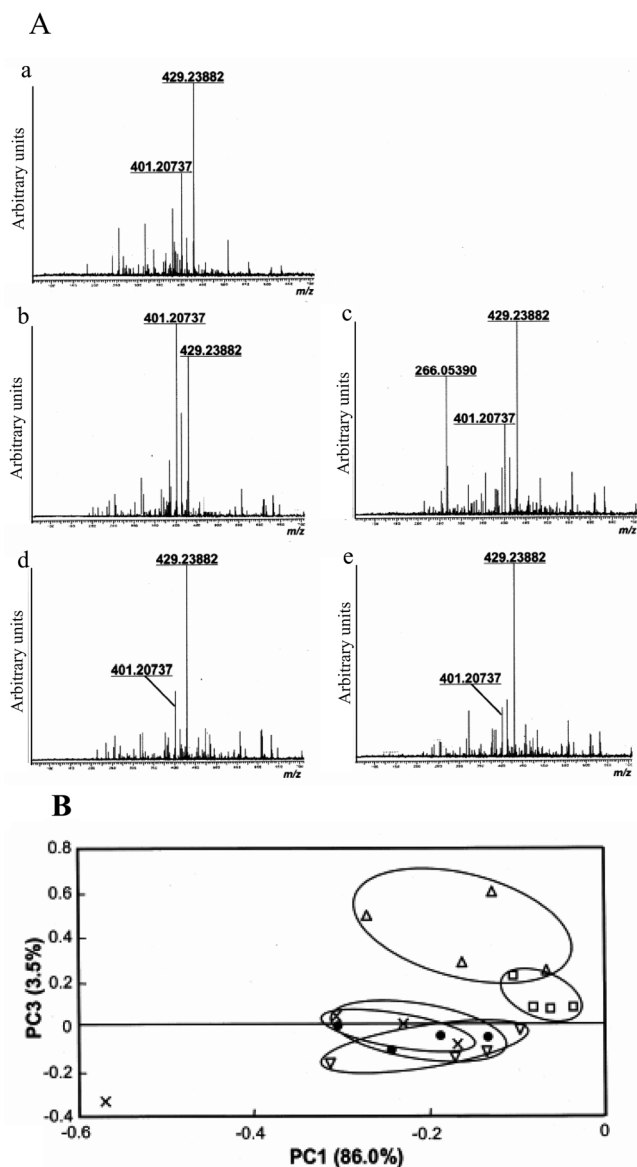 A
a
429.23882
401.20737
Arbitrary units
m/z
b
401.20737
429.23882
Arbitrary units
m/z
c
429.23882
266.05390
401.20737
Arbitrary units
m/z
d
429.23882
401.20737
Arbitrary units
m/z
e
429.23882
401.20737
Arbitrary units
m/z
B
0.8
0.6
0.4
0.2
0
-0.2
-0.4
PC3 (3.5%)
-0.6
-0.4
-0.2
0
PC1 (86.0%)